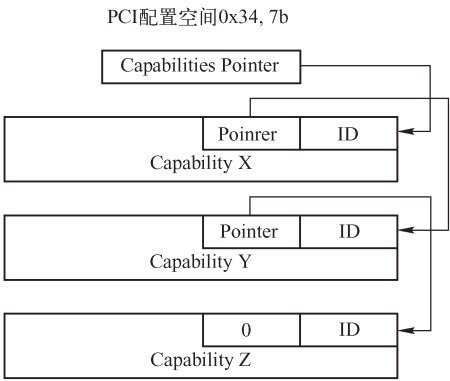 PCI配置空间0x34, 7b
Capabilities Pointer
Poinrer ID
Capability X
Pointer ID
Capability Y
0 ID
Capability Z